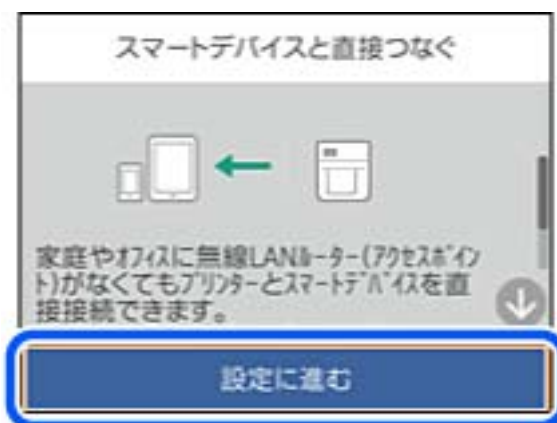 スマートデバイスと直接つなぐ
家庭やｵﾌｨｽに無線LANﾙｰﾀｰ(ｱｸｾｽﾎﾟｲﾝ
ﾄ)がなくてもﾌﾟﾘﾝﾀｰとｽﾏｰﾄﾃﾞﾊﾞｲｽを直
接接続できます。
設定に進む